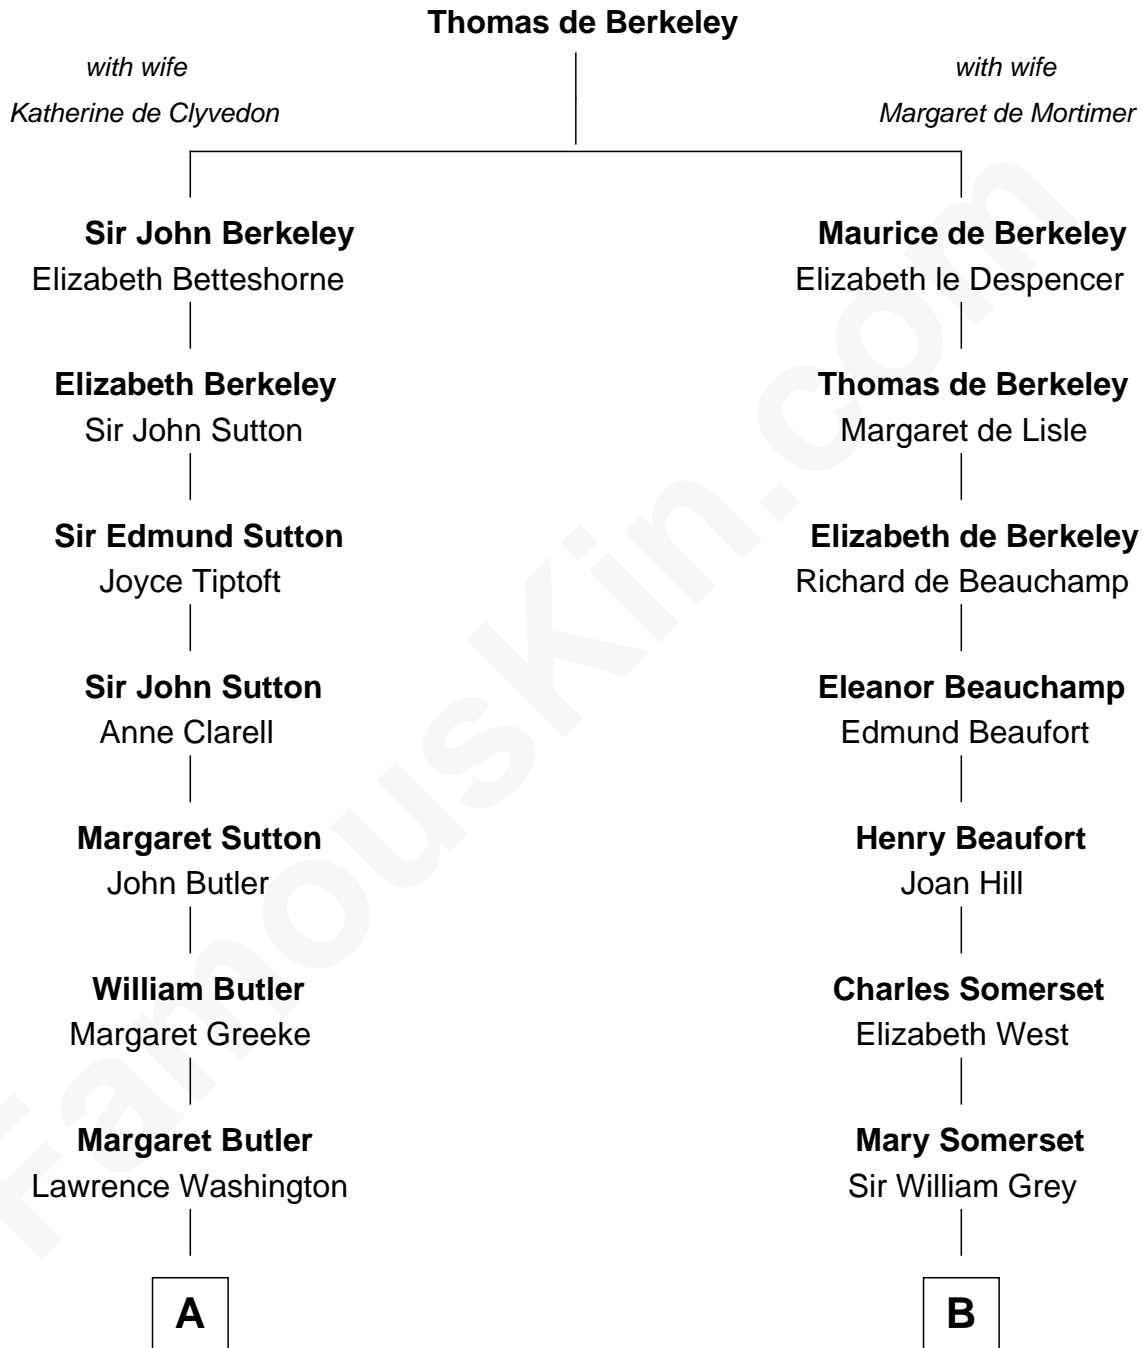 Thomas de Berkeley
with wife
Katherine de Clyvedon
with wife
Margaret de Mortimer
Sir John Berkeley
Elizabeth Betteshorne
Maurice de Berkeley
Elizabeth le Despencer
Elizabeth Berkeley
Sir John Sutton
Thomas de Berkeley
Margaret de Lisle
Sir Edmund Sutton
Joyce Tiptoft
Elizabeth de Berkeley
Richard de Beauchamp
Sir John Sutton
Anne Clarell
Eleanor Beauchamp
Edmund Beaufort
Margaret Sutton
John Butler
Henry Beaufort
Joan Hill
William Butler
Margaret Greeke
Charles Somerset
Elizabeth West
Margaret Butler
Lawrence Washington
Mary Somerset
Sir William Grey
A
B
FamousKin.com